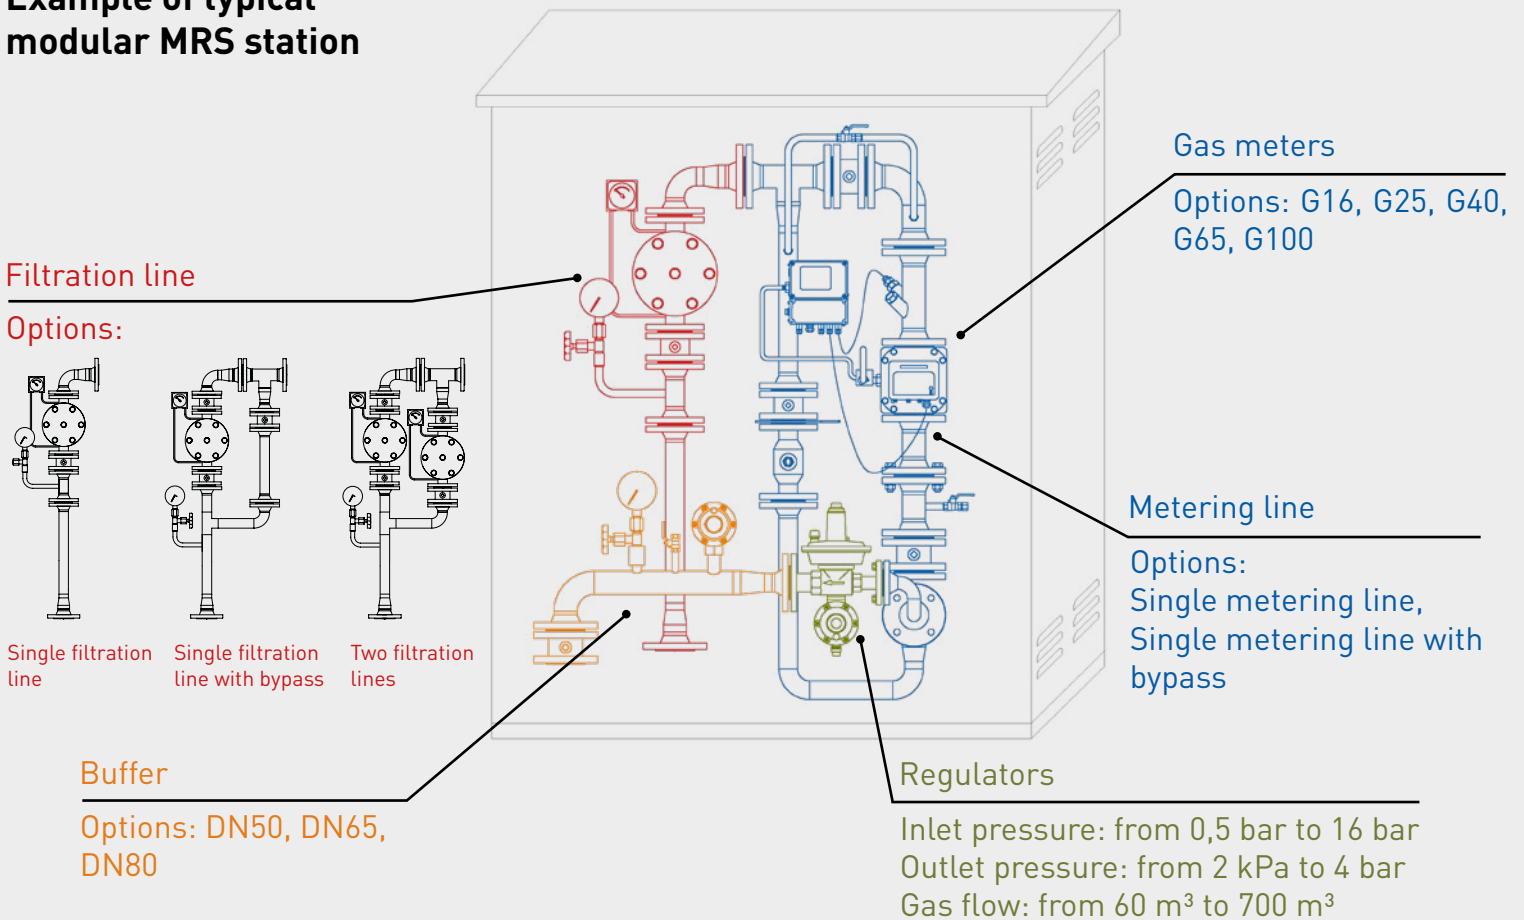 Example of typical
modular MRS station
Gas meters
Options: G16, G25, G40,
G65, G100
Filtration line
Options:
Single filtration
line
Single filtration
line with bypass
Two filtration
lines
Metering line
Options:
Single metering line,
Single metering line with
bypass
Buffer
Options: DN50, DN65,
DN80
Regulators
Inlet pressure: from 0,5 bar to 16 bar
Outlet pressure: from 2 kPa to 4 bar
Gas flow: from 60 m³ to 700 m³